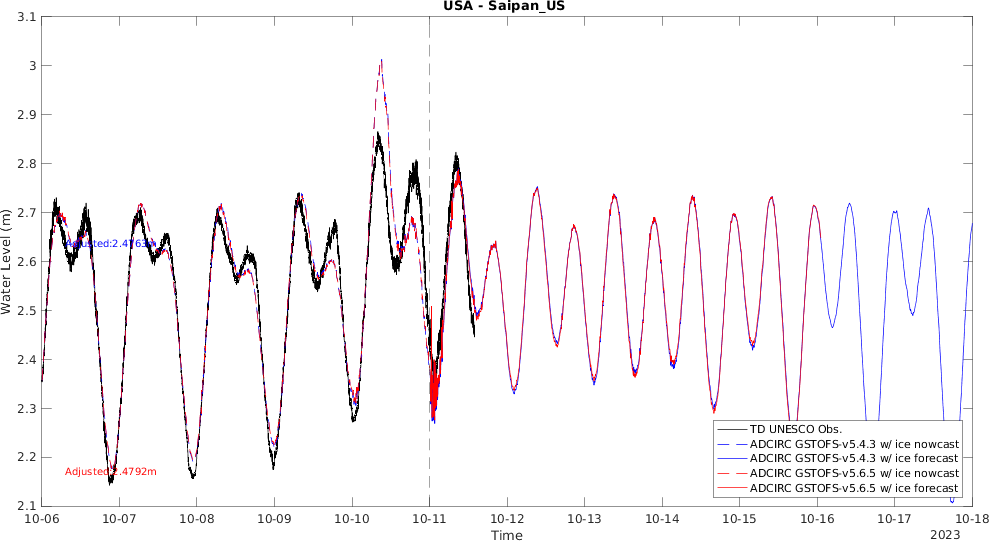 USA - Saipan_US
3.1
3
2.9
2.8
2.7
2.6
2.5
2.4
2.3
2.2
2.1
Water Level (m)
Adjusted:2.4763m
Adjusted:2.4792m
TD UNESCO Obs.
ADCIRC GSTOFS-v5.4.3 w/ ice nowcast
ADCIRC GSTOFS-v5.4.3 w/ ice forecast
ADCIRC GSTOFS-v5.6.5 w/ ice nowcast
ADCIRC GSTOFS-v5.6.5 w/ ice forecast
10-06 10-07 10-08 10-09 10-10 10-11 10-12 10-13 10-14 10-15 10-16 10-17 10-18
Time
2023